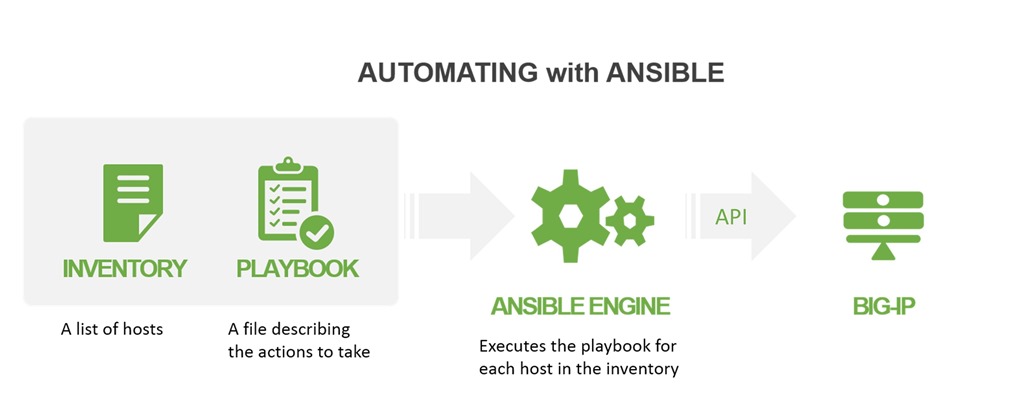 AUTOMATING with ANSIBLE
INVENTORY
PLAYBOOK
A list of hosts
A file describing
the actions to take
ANSIBLE ENGINE
Executes the playbook for
each host in the inventory
API
BIG-IP